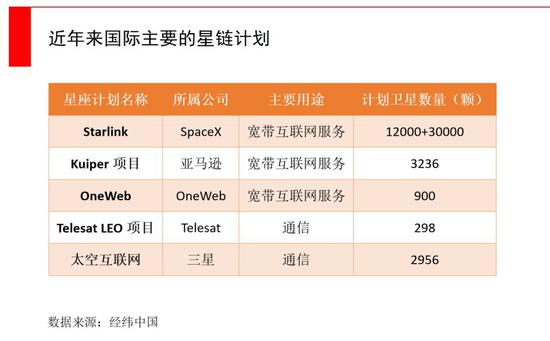 近年来国际主要的星链计划
星座计划名称 所属公司 主要用途 计划卫星数量（颗）
Starlink SpaceX 宽带互联网服务 12000+30000
Kuiper 项目 亚马逊 宽带互联网服务 3236
OneWeb OneWeb 宽带互联网服务 900
Telesat LEO 项目 Telesat 通信 298
太空互联网 三星 通信 2956
数据来源：经纬中国